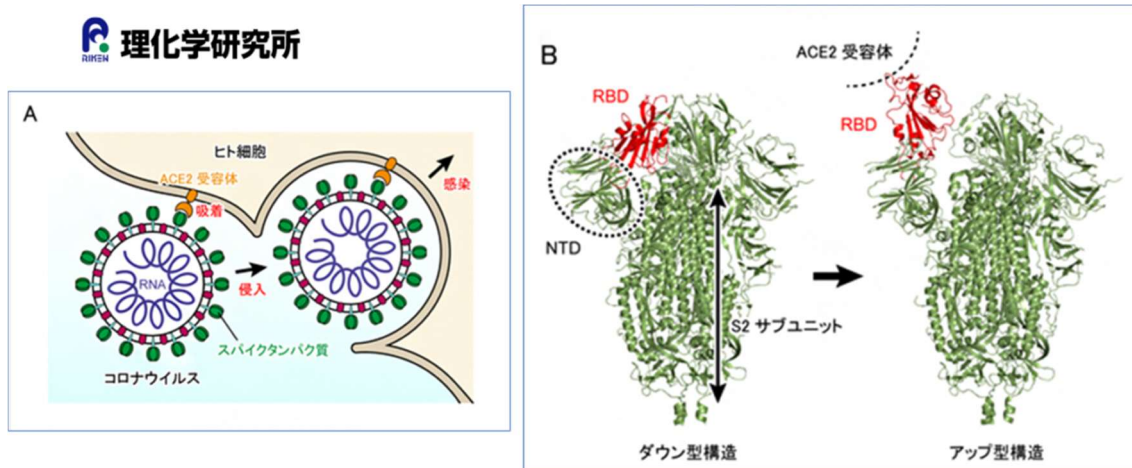 RIKEN
理化学研究所
A
ヒト細胞
ACE2 受容体
吸着
感染
RNA
侵入
スパイクタンパク質
コロナウイルス
B
RBD
NTD
S2 サブユニット
ダウン型構造
ACE2 受容体
RBD
アップ型構造